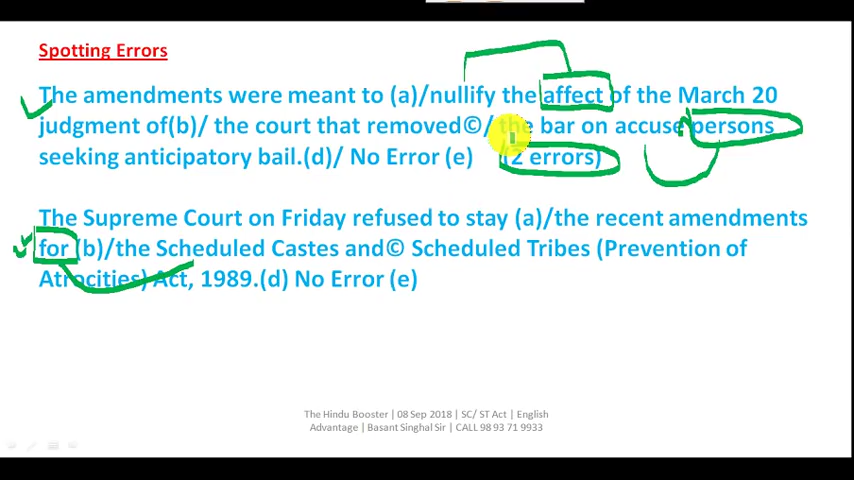 Spotting Errors
The amendments were meant to (a)/nullify the affect of the March 20
judgment of(b)/ the court that removed©/ the bar on accuse persons
seeking anticipatory bail.(d)/ No Error (e) (2 errors)
The Supreme Court on Friday refused to stay (a)/the recent amendments
for (b)/the Scheduled Castes and© Scheduled Tribes (Prevention of
Atrocities) Act, 1989.(d) No Error (e)
The Hindu Booster | 08 Sep 2018 | SC/ ST Act | English
Advantage | Basant Singhal Sir | CALL 98 93 71 9933